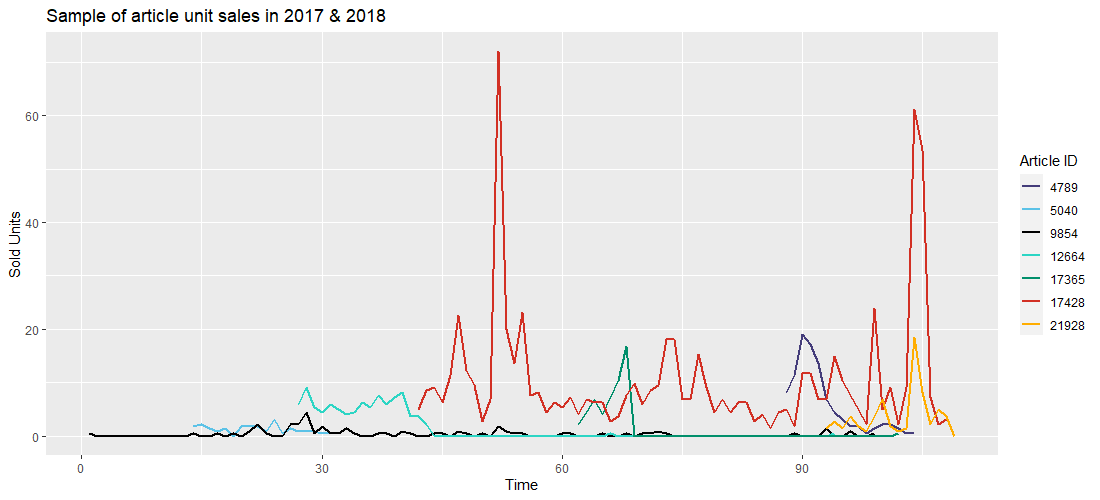 Sample of article unit sales in 2017 & 2018
Sold Units
60
40
20
0
0 30 60 90
Time
Article ID
4789
5040
9854
12664
17365
17428
21928